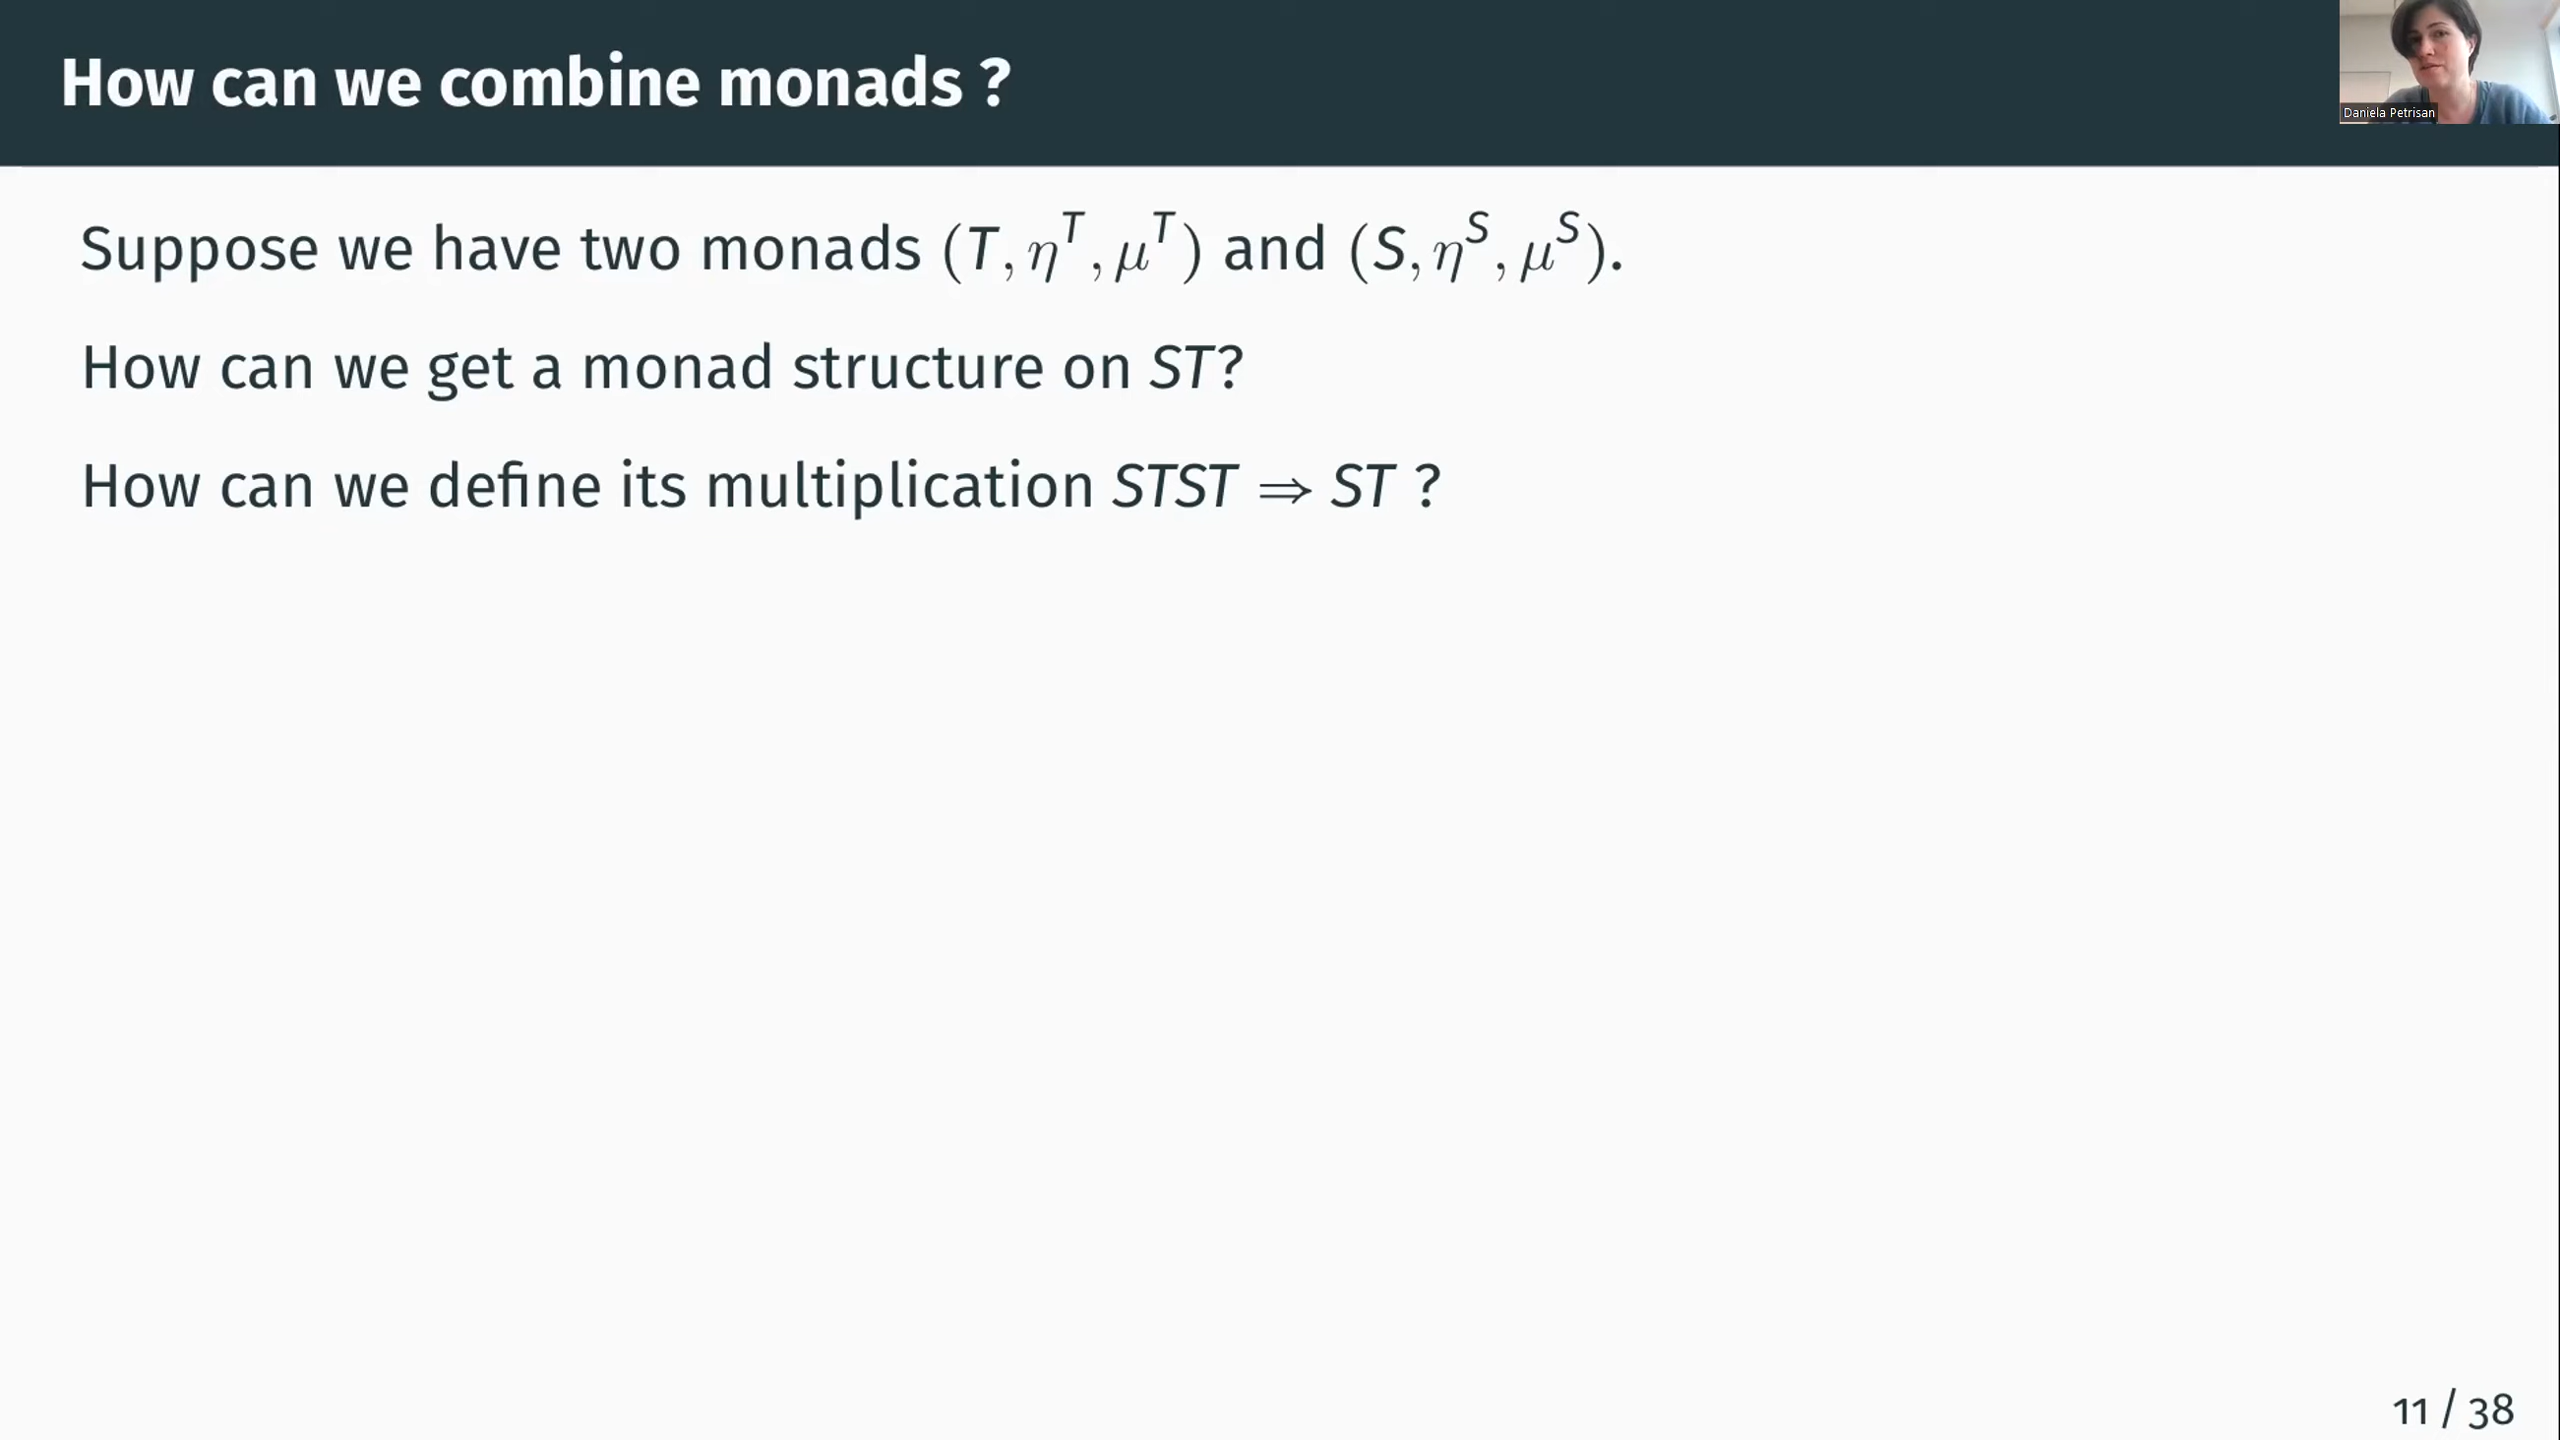 How can we combine monads ?
Daniela Petrisan
Suppose we have two monads (T, η^T, μ^T) and (S, η^S, μ^S).
How can we get a monad structure on ST?
How can we define its multiplication STST ⇒ ST ?
11 / 38